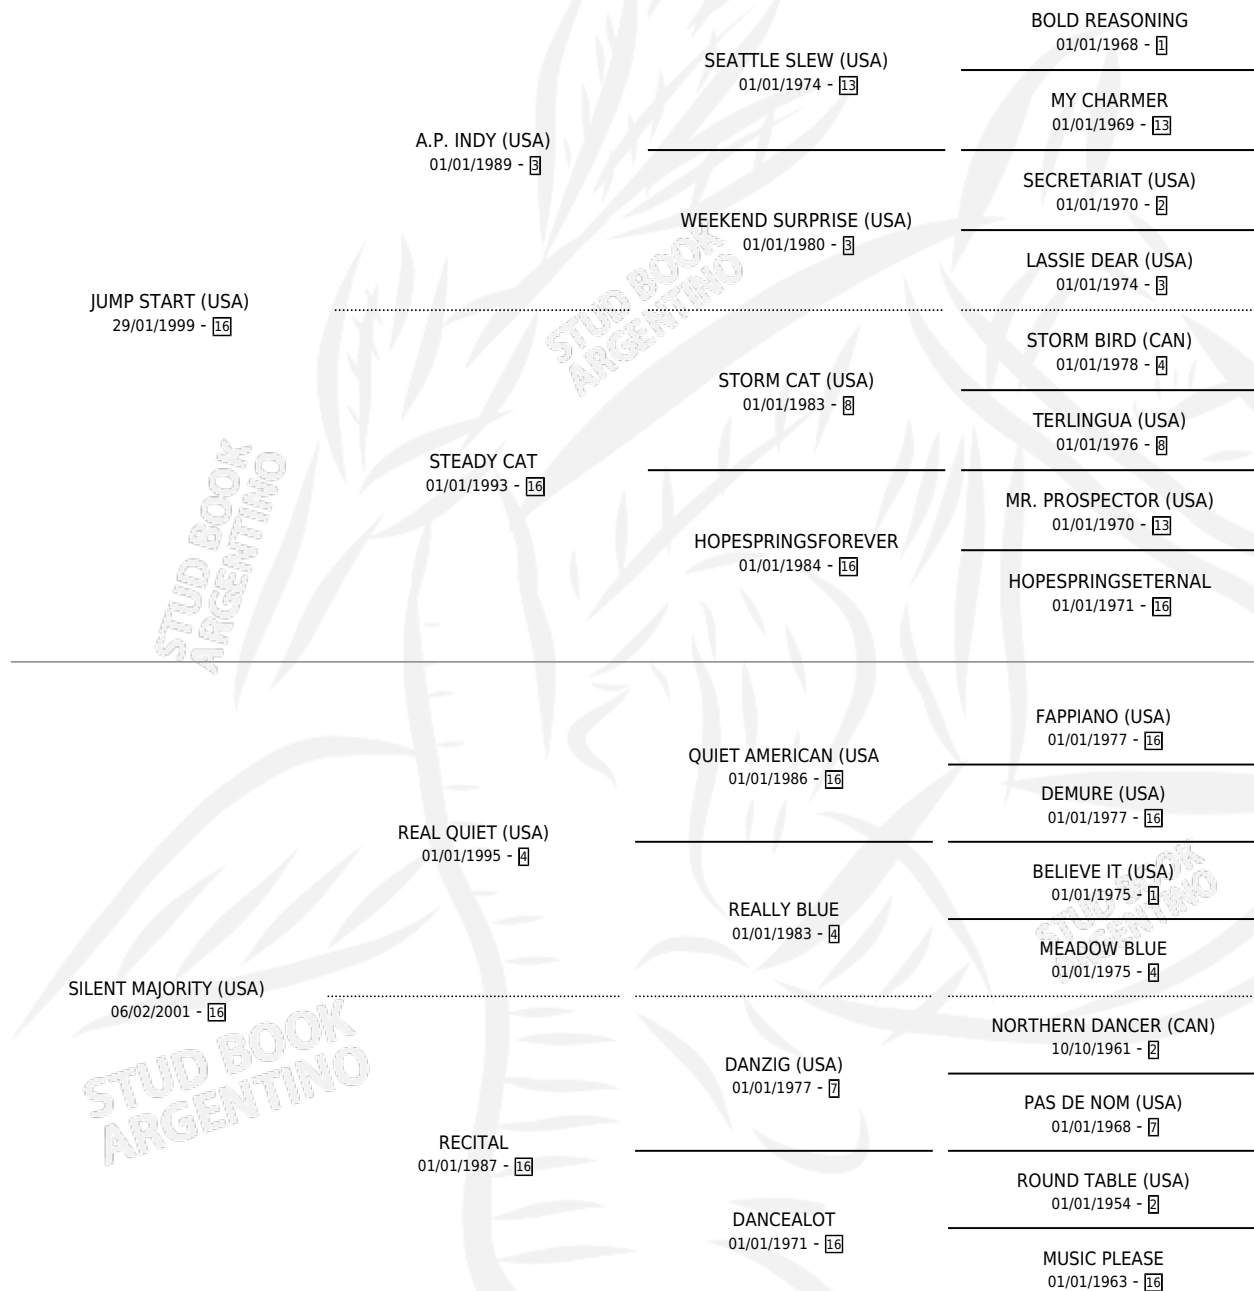 BOLD REASONING
01/01/1968 - 1
SEATTLE SLEW (USA)
01/01/1974 - 13
MY CHARMER
01/01/1969 - 13
A.P. INDY (USA)
01/01/1989 - 3
SECRETARIAT (USA)
01/01/1970 - 2
WEEKEND SURPRISE (USA)
01/01/1980 - 3
LASSIE DEAR (USA)
01/01/1974 - 3
JUMP START (USA)
29/01/1999 - 16
STORM BIRD (CAN)
01/01/1978 - 4
STORM CAT (USA)
01/01/1983 - 8
TERLINGUA (USA)
01/01/1976 - 8
STEADY CAT
01/01/1993 - 16
MR. PROSPECTOR (USA)
01/01/1970 - 13
HOPESPRINGSFOREVER
01/01/1984 - 16
HOPESPRINGSETERNAL
01/01/1971 - 16
FAPPIANO (USA)
01/01/1977 - 16
QUIET AMERICAN (USA
01/01/1986 - 16
DEMURE (USA)
01/01/1977 - 16
REAL QUIET (USA)
01/01/1995 - 4
BELIEVE IT (USA)
01/01/1975 - 1
REALLY BLUE
01/01/1983 - 4
MEADOW BLUE
01/01/1975 - 4
SILENT MAJORITY (USA)
06/02/2001 - 16
NORTHERN DANCER (CAN)
10/10/1961 - 2
DANZIG (USA)
01/01/1977 - 7
PAS DE NOM (USA)
01/01/1968 - 7
RECITAL
01/01/1987 - 16
ROUND TABLE (USA)
01/01/1954 - 2
DANCEALOT
01/01/1971 - 16
MUSIC PLEASE
01/01/1963 - 16
STUD BOOK
ARGENTINO
STUD BOOK
ARGENTINO
STUD BOOK
ARGENTINO
STUD BOOK
ARGENTINO